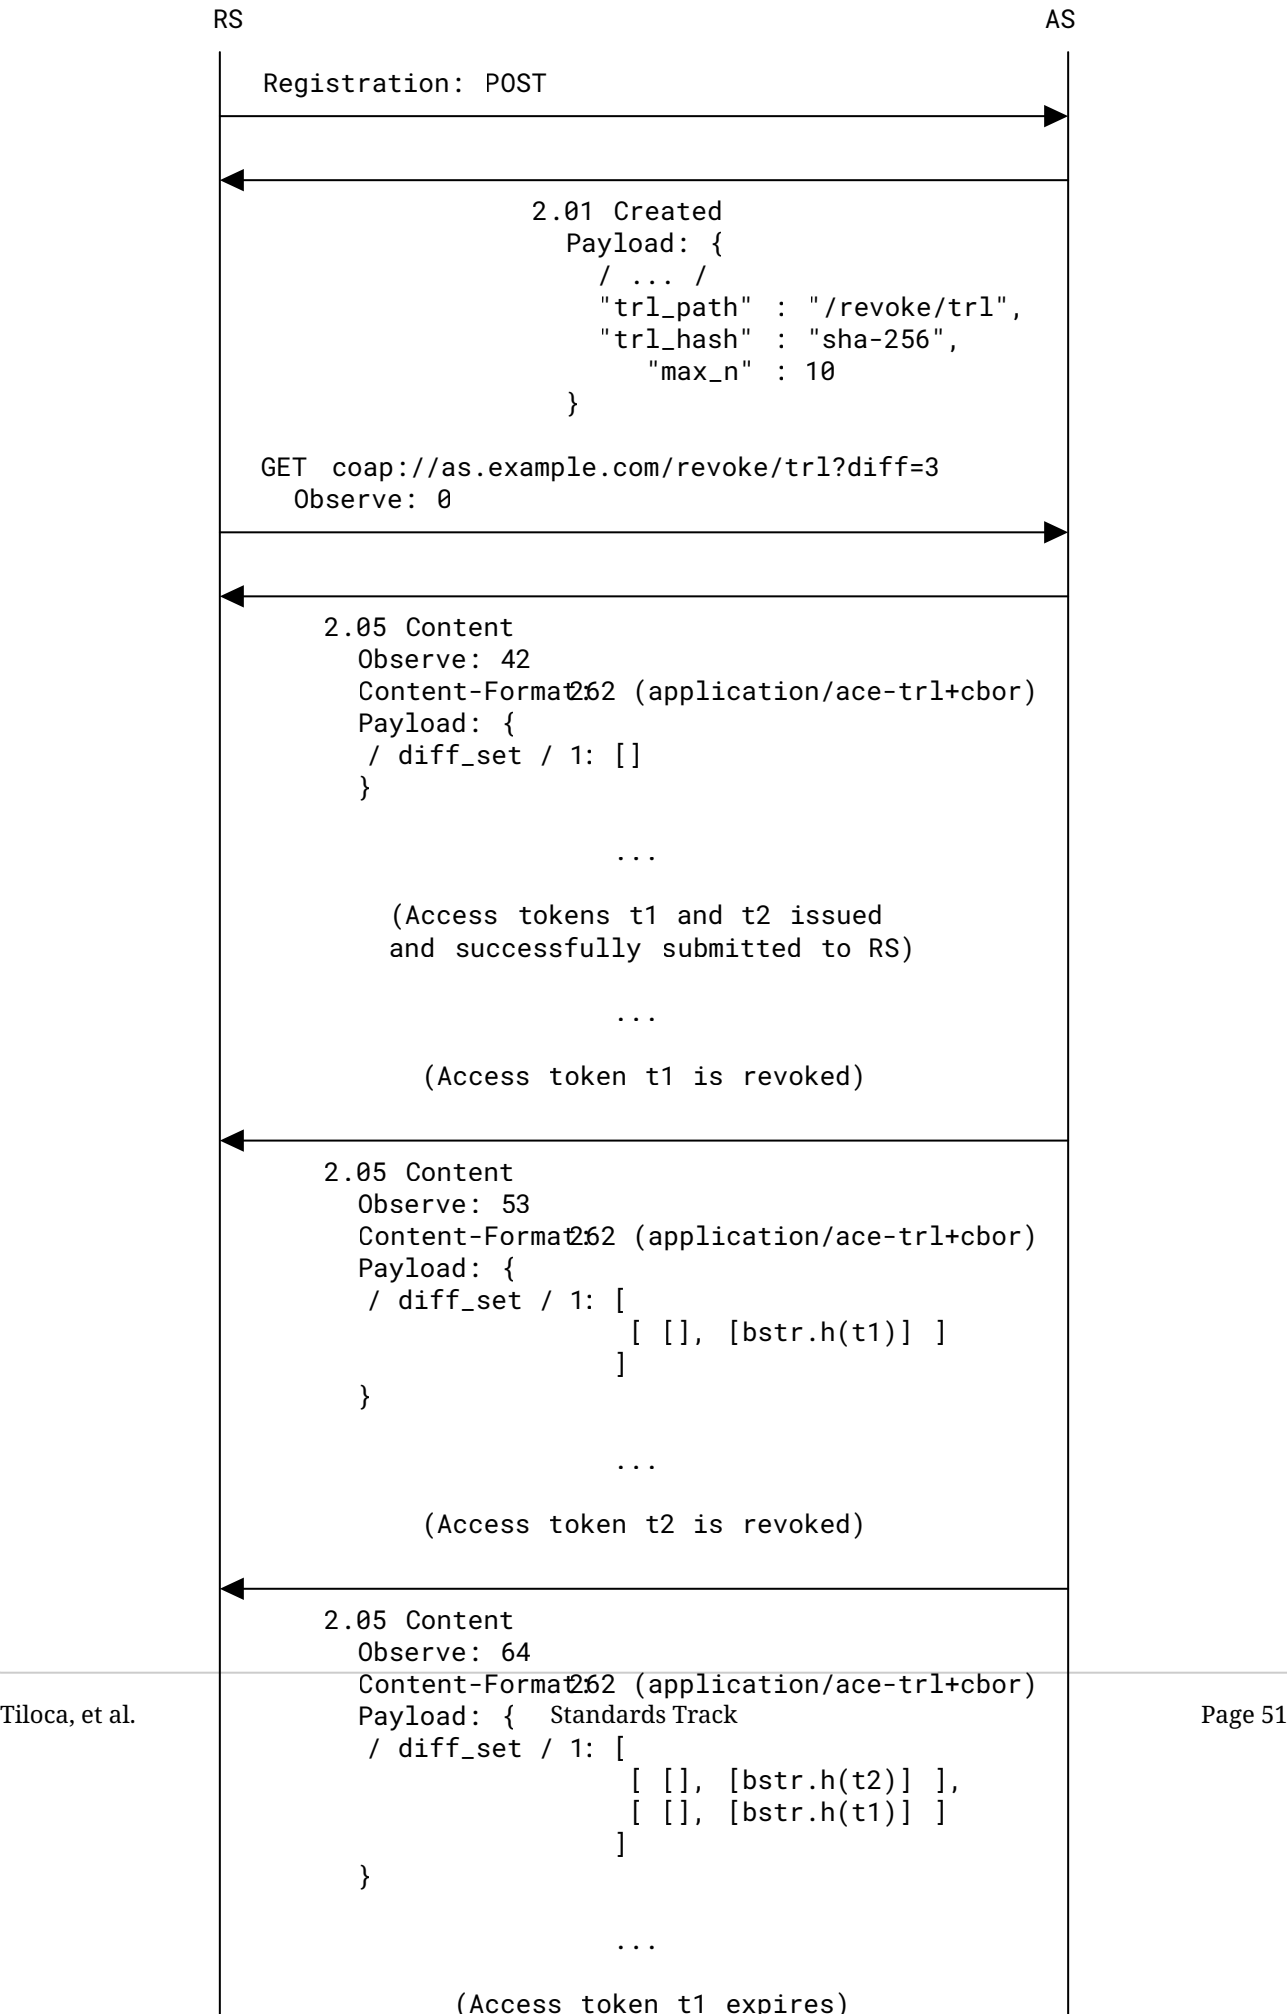 RS AS
Registration: POST
2.01 Created
Payload: {
/ ... /
"trl_path" : "/revoke/trl",
"trl_hash" : "sha-256",
"max_n" : 10
}
GET coap://as.example.com/revoke/trl?diff=3
Observe: 0
2.05 Content
Observe: 42
Content-Format: 262 (application/ace-trl+cbor)
Payload: {
/ diff_set / 1: []
}
...
(Access tokens t1 and t2 issued
and successfully submitted to RS)
...
(Access token t1 is revoked)
2.05 Content
Observe: 53
Content-Format: 262 (application/ace-trl+cbor)
Payload: {
/ diff_set / 1: [
[ [], [bstr.h(t1)] ]
]
}
...
(Access token t2 is revoked)
2.05 Content
Observe: 64
Content-Format: 262 (application/ace-trl+cbor)
Payload: {
Tiloca, et al. Standards Track Page 51
/ diff_set / 1: [
[ [], [bstr.h(t2)] ],
[ [], [bstr.h(t1)] ]
]
}
...
(Access token t1 expires)